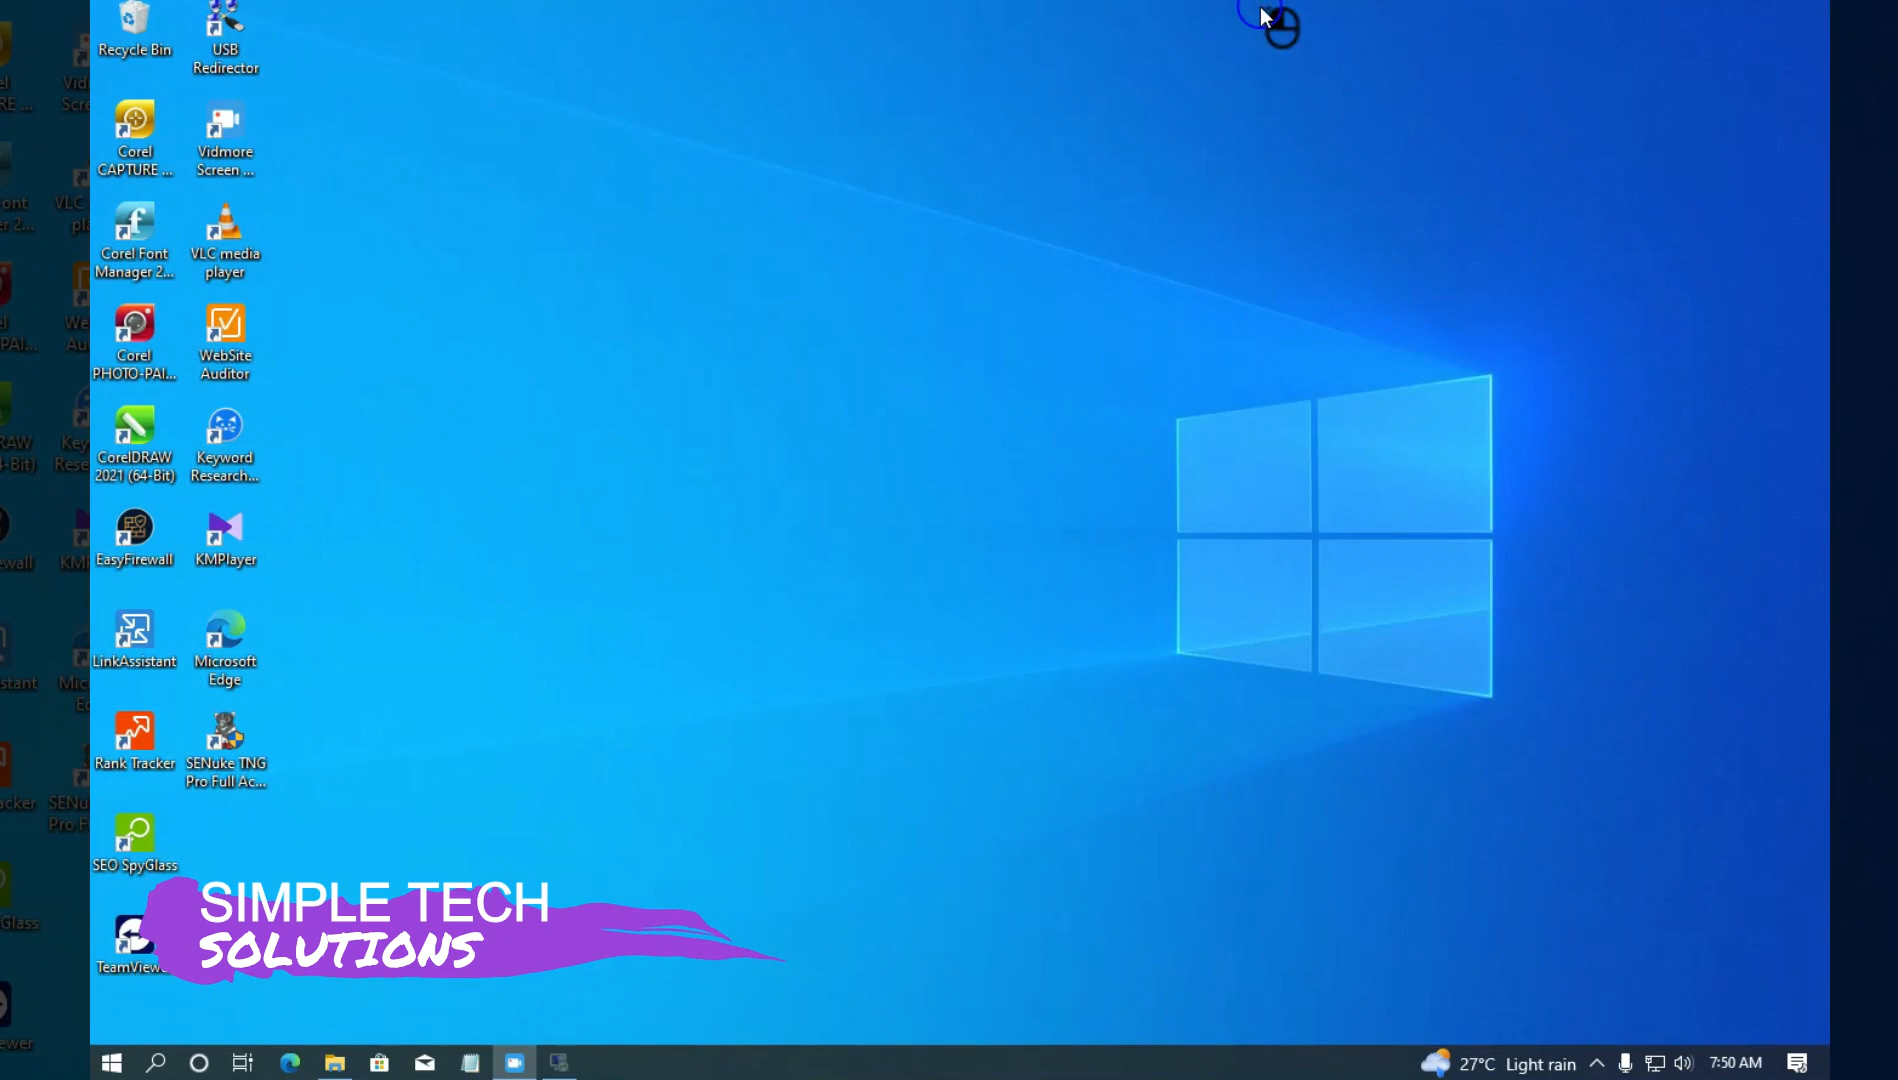 Recycle Bin
USB
Redirector
Corel
CAPTURE ...
Vidmore
Screen ...
Corel Font
Manager 2...
VLC media
player
Corel
PHOTO-PAI...
WebSite
Auditor
CorelDRAW
2021 (64-Bit)
Keyword
Research...
EasyFirewall
KMPlayer
LinkAssistant
Microsoft
Edge
Rank Tracker
SENuke TNG
Pro Full Ac...
SEO SpyGlass
SIMPLE TECH
SOLUTIONS
TeamViewe
27°C Light rain
7:50 AM